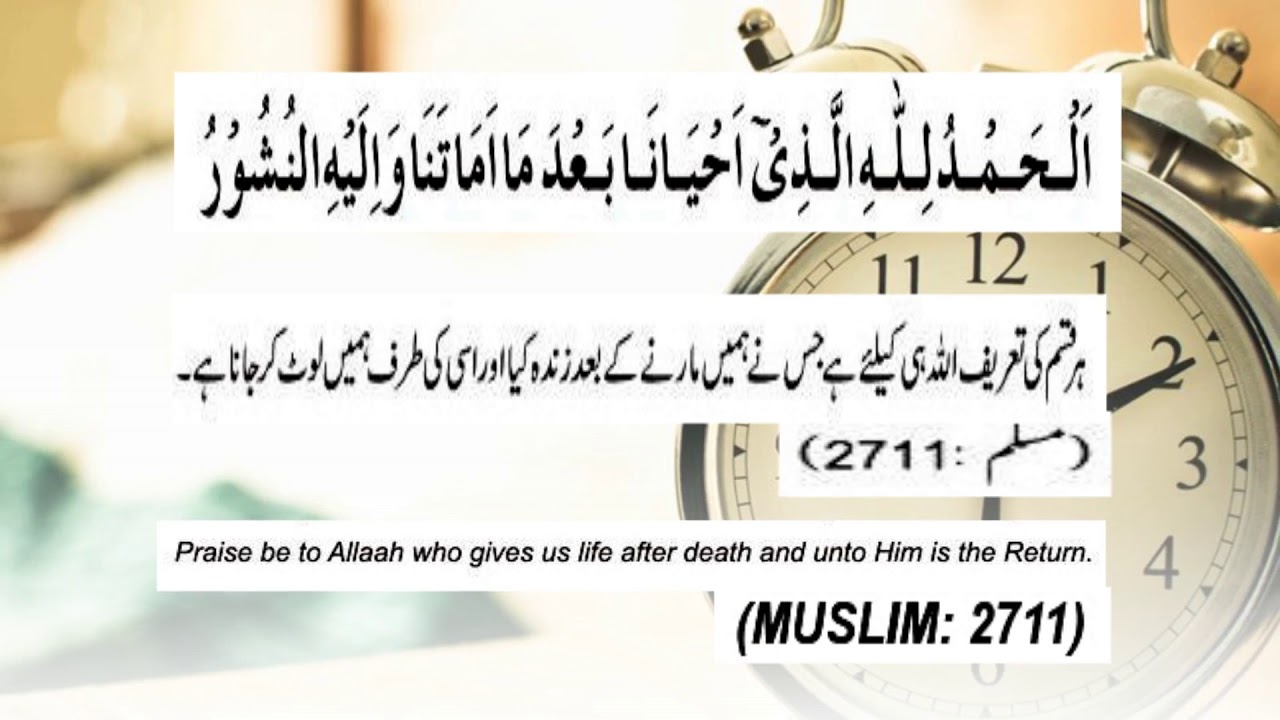 اَلْحَمْدُ لِلّٰهِ الَّذِیْۤ اَحْیَانَا بَعْدَ مَا اَمَاتَنَا وَ اِلَیْهِ النُشُوْرُ
ہر قسم کی تعریف اللہ ہی کیلئے ہے جس نے ہمیں مارنے کے بعد زندہ کیا اور اسی کی طرف ہمیں لوٹ کر جانا ہے۔
(مسلم :2711)
Praise be to Allaah who gives us life after death and unto Him is the Return.
(MUSLIM: 2711)
11 12 1
2
3
4
6